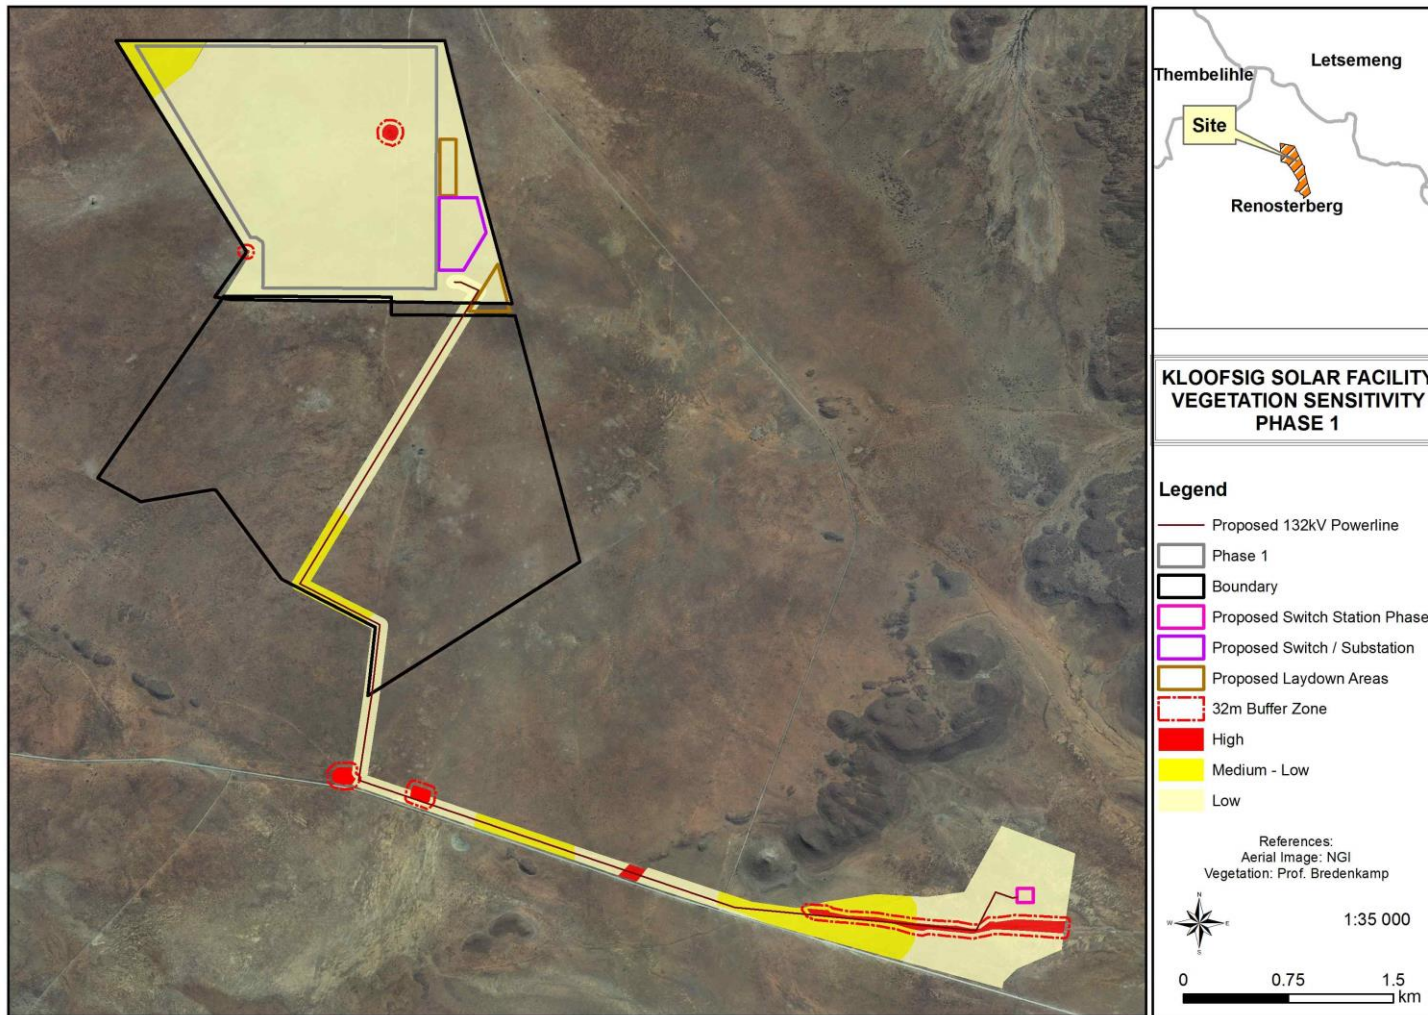 Letsemeng
Thembelihle
Site
Renosterberg
KLOOFSIG SOLAR FACILITY
VEGETATION SENSITIVITY
PHASE 1
Legend
Proposed 132kV Powerline
Phase 1
Boundary
Proposed Switch Station Phase
Proposed Switch / Substation
Proposed Laydown Areas
32m Buffer Zone
High
Medium - Low
Low
References:
Aerial Image: NGI
Vegetation: Prof. Bredenkamp
N
W E
S
1:35 000
0 0.75 1.5
km